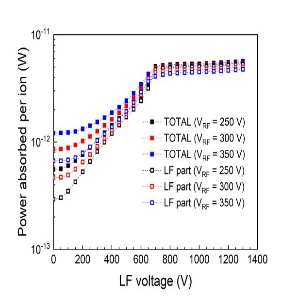 10⁻¹¹
10⁻¹²
10⁻¹³
Power absorbed per ion (W)
TOTAL (V_RF = 250 V)
TOTAL (V_RF = 300 V)
TOTAL (V_RF = 350 V)
LF part (V_RF = 250 V)
LF part (V_RF = 300 V)
LF part (V_RF = 350 V)
0 200 400 600 800 1000 1200 1400
LF voltage (V)